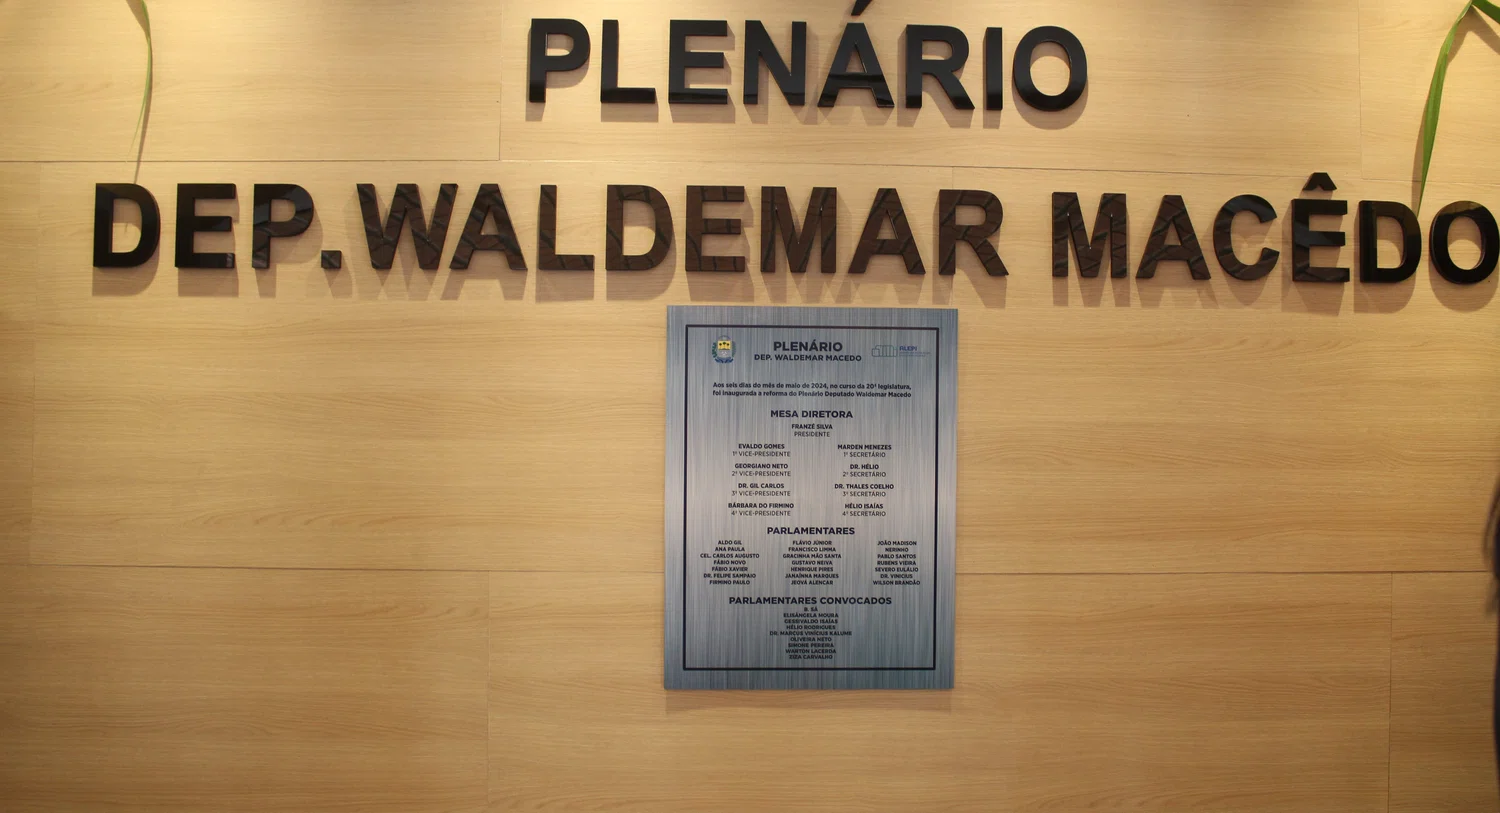 PLENÁRIO
DEP. WALDEMAR MACÊDO
PLENÁRIO
DEP. WALDEMAR MACEDO
Aos seis dias do mês de maio de 2024, no curso da 20ª legislatura,
foi inaugurada a reforma do Plenário Deputado Waldemar Macedo
MESA DIRETORA
FRANZÉ SILVA
PRESIDENTE
EVALDO GOMES
1º VICE-PRESIDENTE
MARDEN MENEZES
1º SECRETÁRIO
GEORGIANO NETO
2º VICE-PRESIDENTE
DR. HÉLIO
2º SECRETÁRIO
DR. GIL CARLOS
3º VICE-PRESIDENTE
DR. THALES COELHO
3º SECRETÁRIO
BÁRBARA DO FIRMINO
4º VICE-PRESIDENTE
HÉLIO ISAÍAS
4º SECRETÁRIO
PARLAMENTARES
ALDO GIL
ANA PAULA
CEL. CARLOS AUGUSTO
FÁBIO NOVO
FÁBIO XAVIER
DR. FELIPE SAMPAIO
FIRMINO PAULO
FLÁVIO JÚNIOR
FRANCISCO LIMMA
GRACINHA MÃO SANTA
GUSTAVO NEIVA
HENRIQUE PIRES
JANAÍNNA MARQUES
JEOVÁ ALENCAR
JOÃO MADISON
NERINHO
PABLO SANTOS
RUBENS VIEIRA
SEVERO EULÁLIO
DR. VINICIUS
WILSON BRANDÃO
PARLAMENTARES CONVOCADOS
B. SÁ
ELISÂNGELA MOURA
GESSIVALDO ISAÍAS
HÉLIO RODRIGUES
DR. MARCUS VINÍCIUS KALUME
OLIVEIRA NETO
SIMONE PEREIRA
WARTON LACERDA
ZIZA CARVALHO